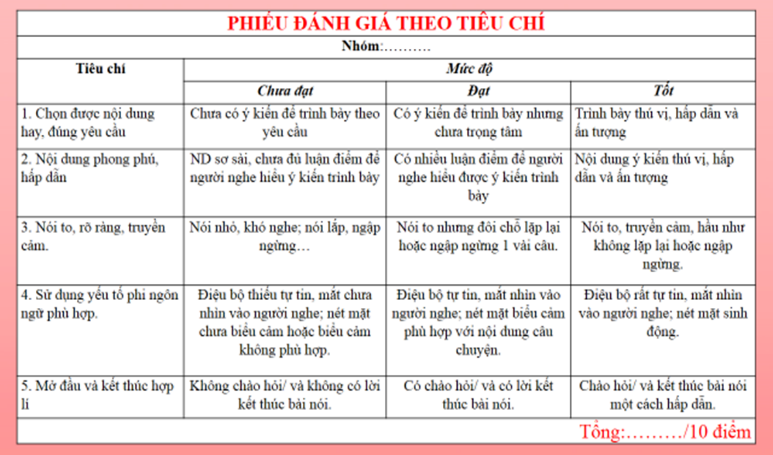 PHIẾU ĐÁNH GIÁ THEO TIÊU CHÍ
Nhóm:……….
Tiêu chí
Mức độ
Chưa đạt
Đạt
Tốt
1. Chọn được nội dung
hay, đúng yêu cầu
Chưa có ý kiến để trình bày theo
yêu cầu
Có ý kiến để trình bày nhưng
chưa trọng tâm
Trình bày thú vị, hấp dẫn và
ấn tượng
2. Nội dung phong phú,
hấp dẫn
ND sơ sài, chưa đủ luận điểm để
người nghe hiểu ý kiến trình bày
Có nhiều luận điểm để người
nghe hiểu được ý kiến trình
bày
Nội dung ý kiến thú vị, hấp
dẫn và ấn tượng
3. Nói to, rõ ràng, truyền
cảm.
Nói nhỏ, khó nghe; nói lắp, ngập
ngừng…
Nói to nhưng đôi chỗ lặp lại
hoặc ngập ngừng 1 vài câu.
Nói to, truyền cảm, hầu như
không lặp lại hoặc ngập
ngừng.
4. Sử dụng yếu tố phi ngôn
ngữ phù hợp.
Điệu bộ thiếu tự tin, mắt chưa
nhìn vào người nghe; nét mặt
chưa biểu cảm hoặc biểu cảm
không phù hợp.
Điệu bộ tự tin, mắt nhìn vào
người nghe; nét mặt biểu cảm
phù hợp với nội dung câu
chuyện.
Điệu bộ rất tự tin, mắt nhìn
vào người nghe; nét mặt sinh
động.
5. Mở đầu và kết thúc hợp
lí
Không chào hỏi/ và không có lời
kết thúc bài nói.
Có chào hỏi/ và có lời kết
thúc bài nói.
Chào hỏi/ và kết thúc bài nói
một cách hấp dẫn.
Tổng:………/10 điểm